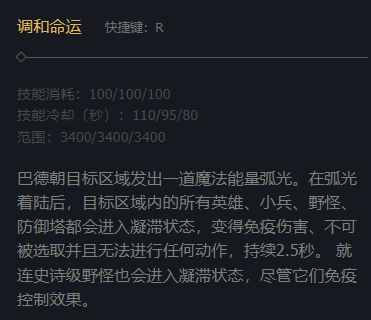 调和命运 快捷键：R
技能消耗：100/100/100
技能冷却（秒）：110/95/80
范围：3400/3400/3400
巴德朝目标区域发出一道魔法能量弧光。在弧光
着陆后，目标区域内的所有英雄、小兵、野怪、
防御塔都会进入凝滞状态，变得免疫伤害、不可
被选取并且无法进行任何动作，持续2.5秒。 就
连史诗级野怪也会进入凝滞状态，尽管它们免疫
控制效果。